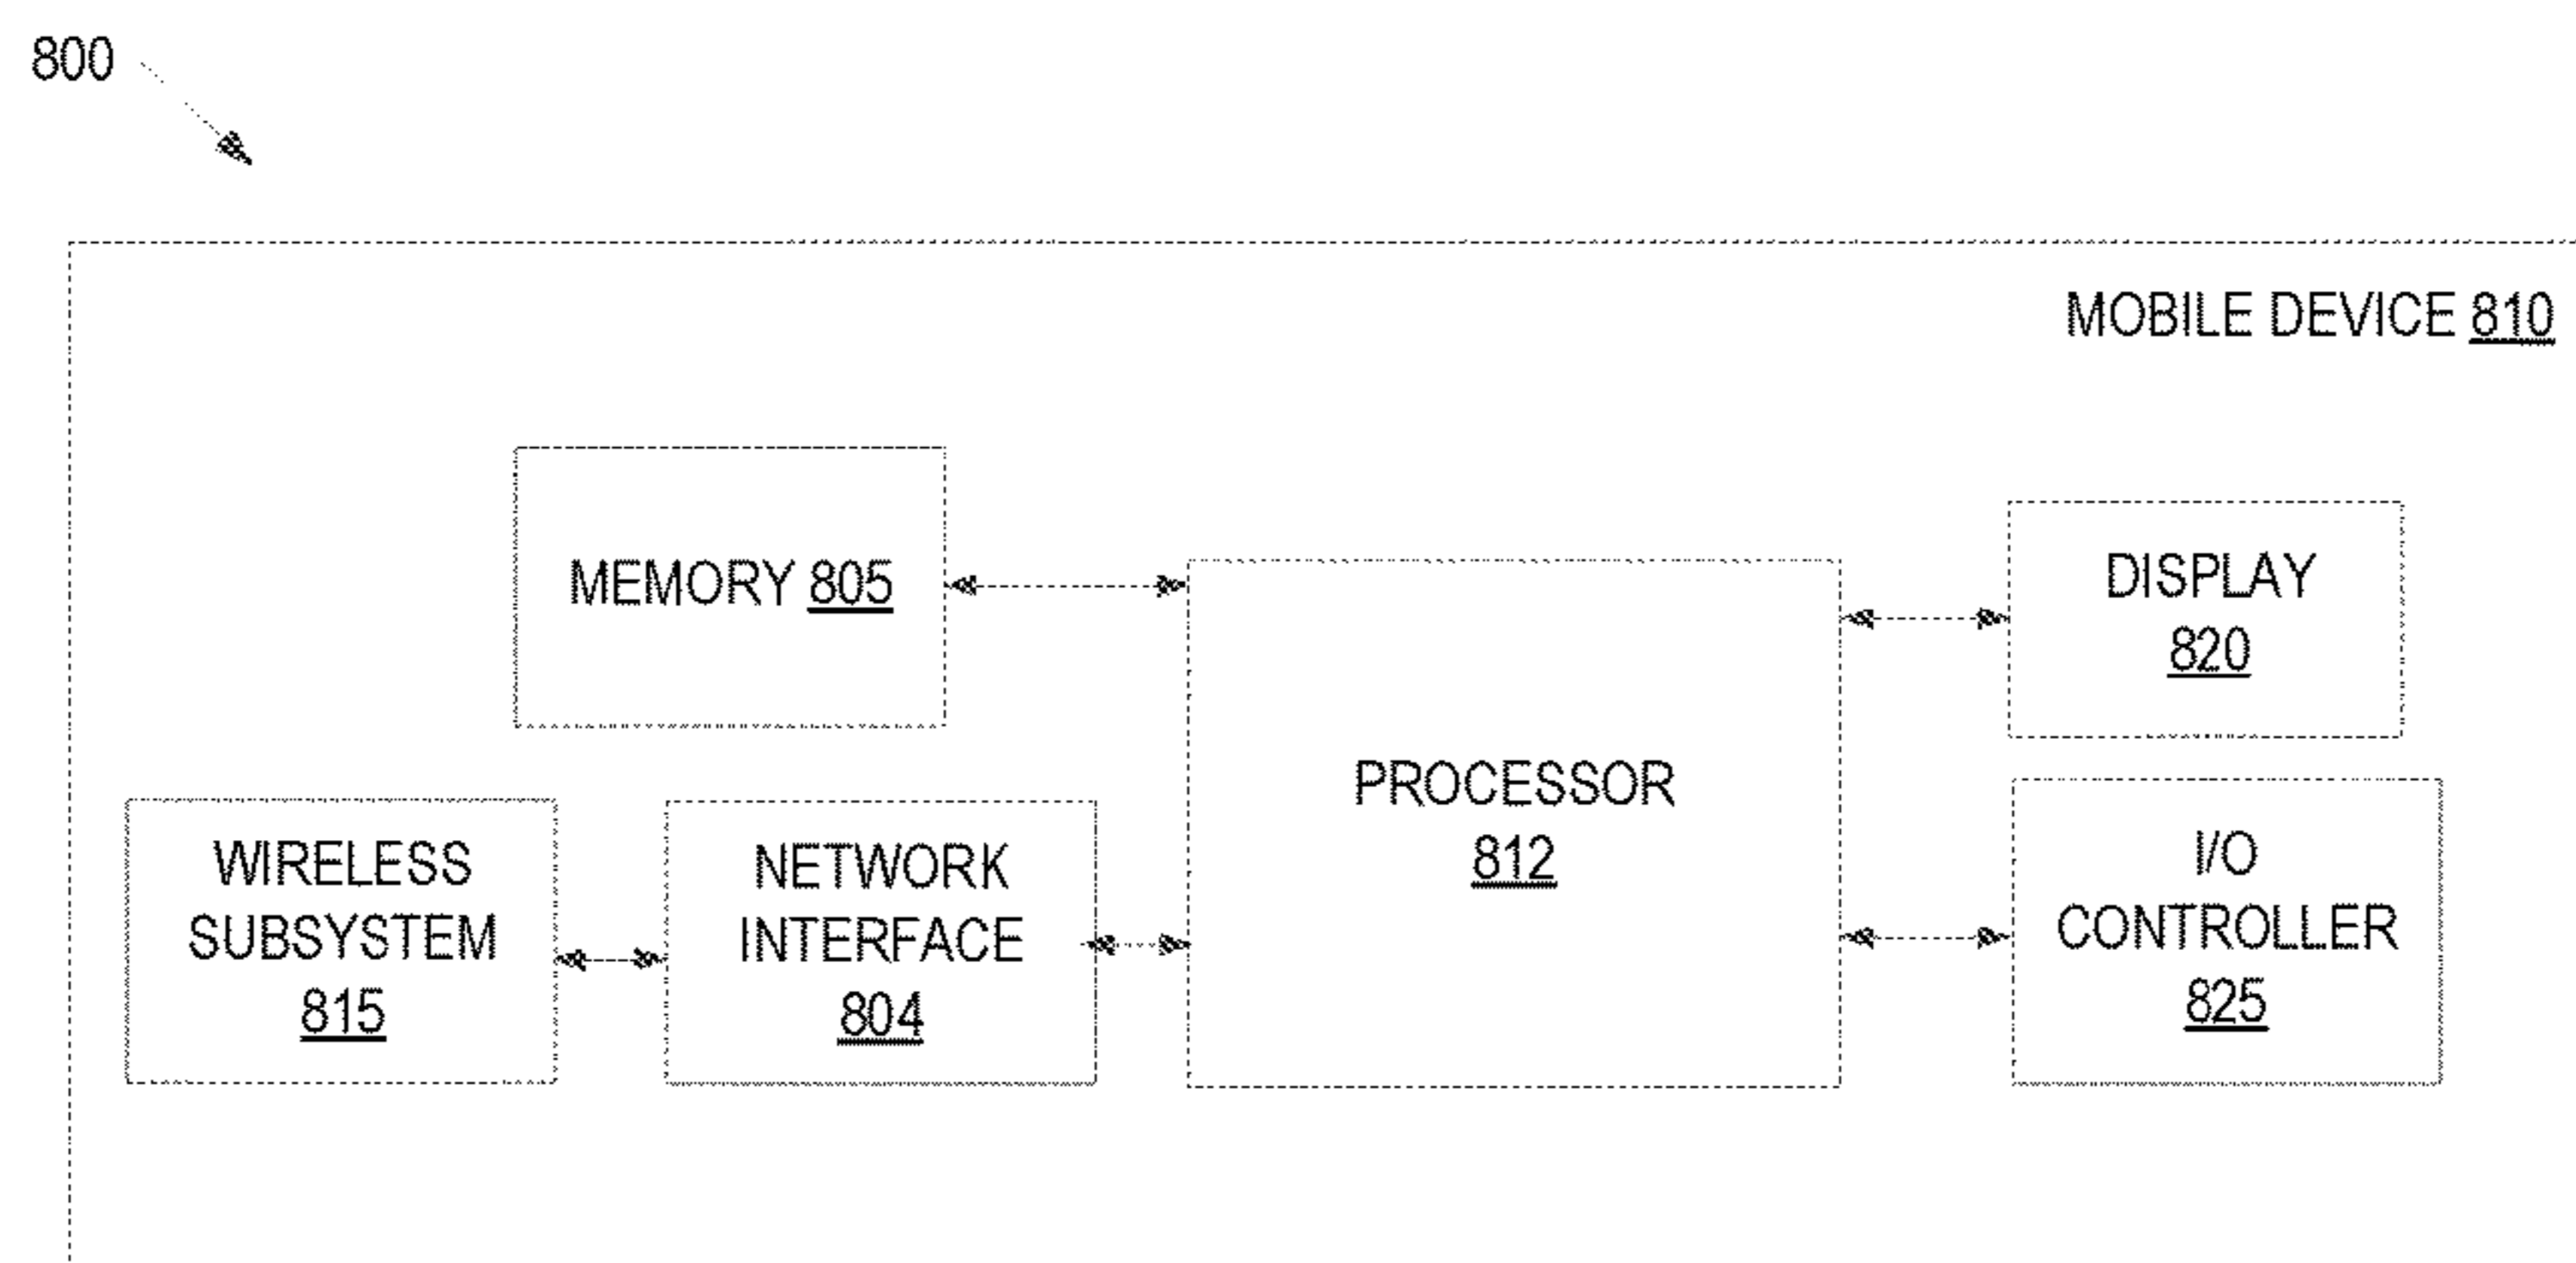 800
MOBILE DEVICE 810
MEMORY 805
DISPLAY
820
PROCESSOR
812
WIRELESS
SUBSYSTEM
815
NETWORK
INTERFACE
804
I/O
CONTROLLER
825